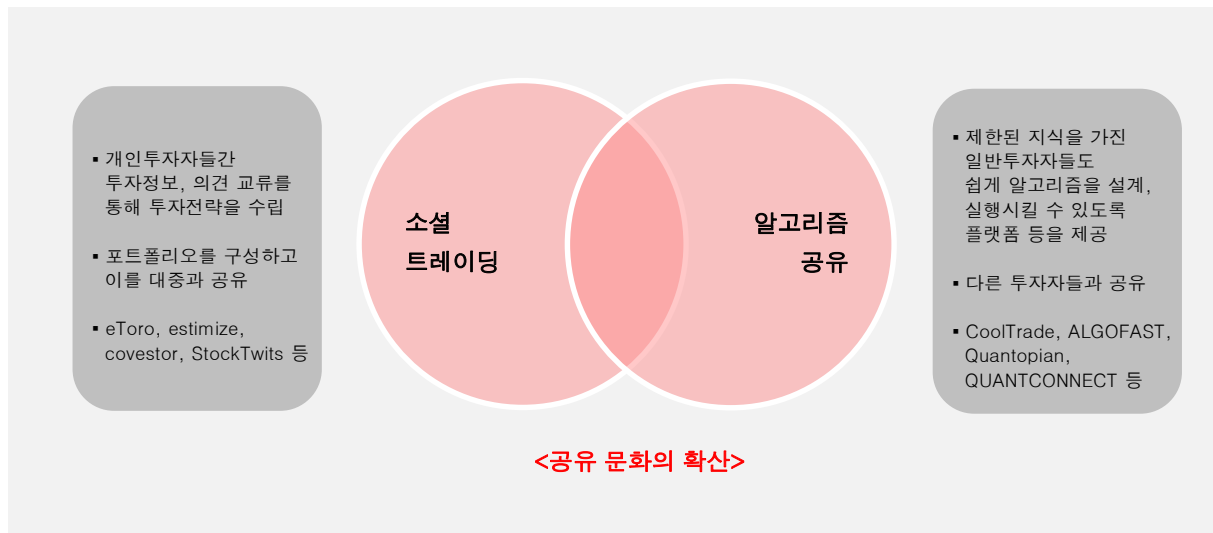 ▪ 개인투자자들간
투자정보, 의견 교류를
통해 투자전략을 수립
▪ 포트폴리오를 구성하고
이를 대중과 공유
▪ eToro, estimize,
covestor, StockTwits 등
소셜
트레이딩
알고리즘
공유
▪ 제한된 지식을 가진
일반투자자들도
쉽게 알고리즘을 설계,
실행시킬 수 있도록
플랫폼 등을 제공
▪ 다른 투자자들과 공유
▪ CoolTrade, ALGOFAST,
Quantopian,
QUANTCONNECT 등
<공유 문화의 확산>